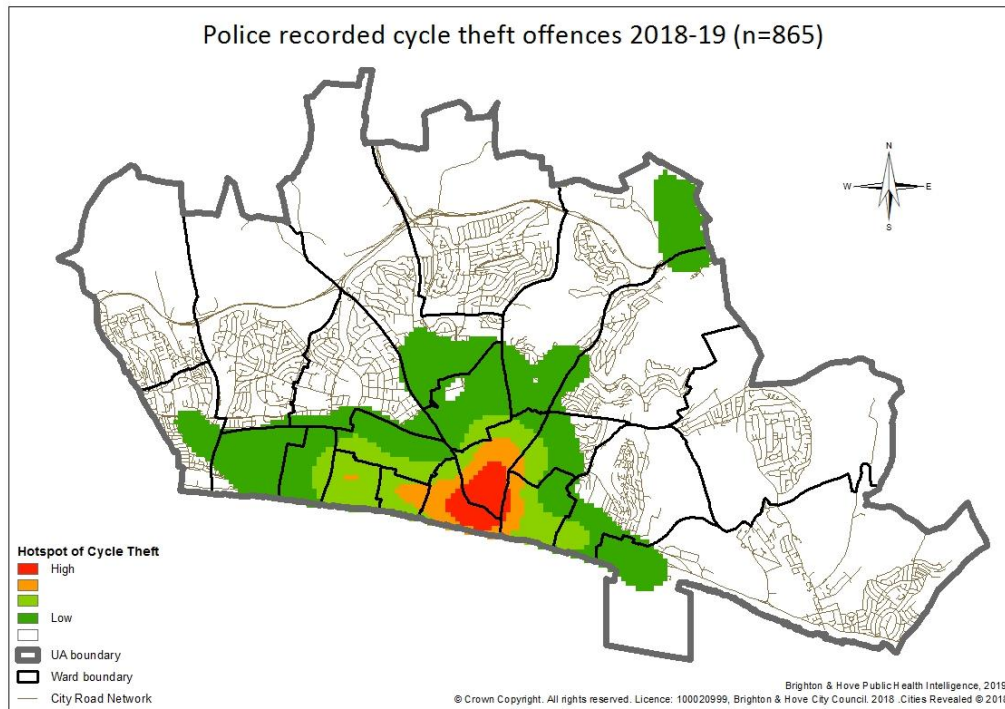 Police recorded cycle theft offences 2018-19 (n=865)
N
W E
S
Hotspot of Cycle Theft
High
Low
UA boundary
Ward boundary
City Road Network
Brighton & Hove Public Health Intelligence, 2019
© Crown Copyright. All rights reserved. Licence: 100020999, Brighton & Hove City Council. 2018 .Cities Revealed © 2018